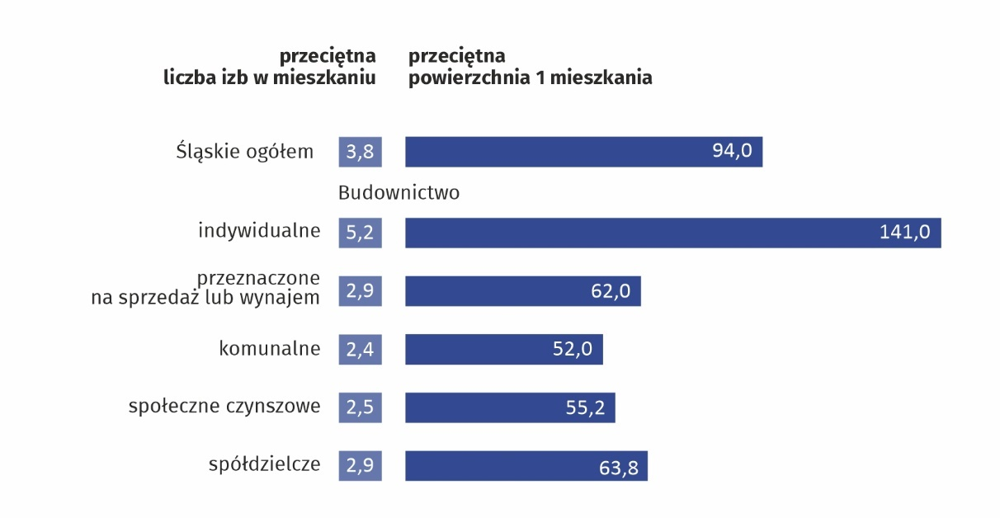 przeciętna
liczba izb w mieszkaniu
przeciętna
powierzchnia 1 mieszkania
Śląskie ogółem 3,8 94,0
Budownictwo
indywidualne 5,2 141,0
przeznaczone
na sprzedaż lub wynajem 2,9 62,0
komunalne 2,4 52,0
społeczne czynszowe 2,5 55,2
spółdzielcze 2,9 63,8